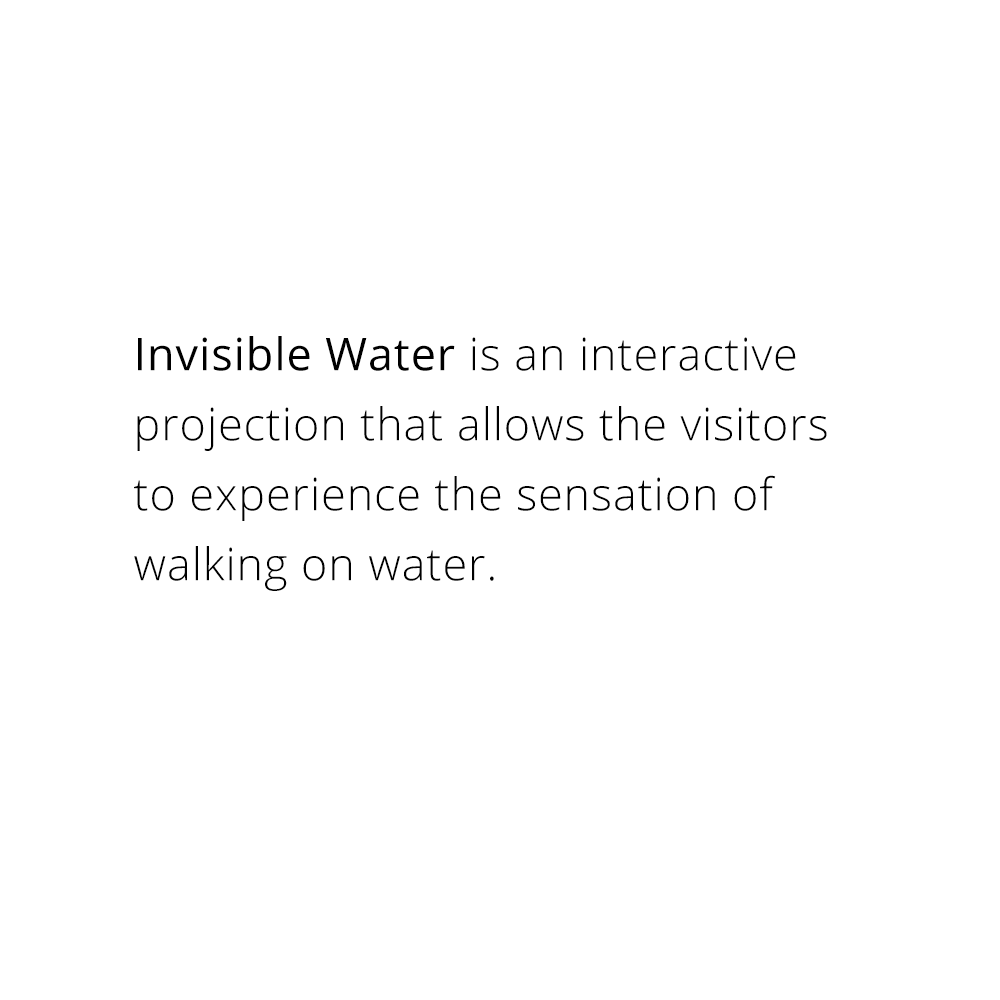 Invisible Water is an interactive
projection that allows the visitors
to experience the sensation of
walking on water.